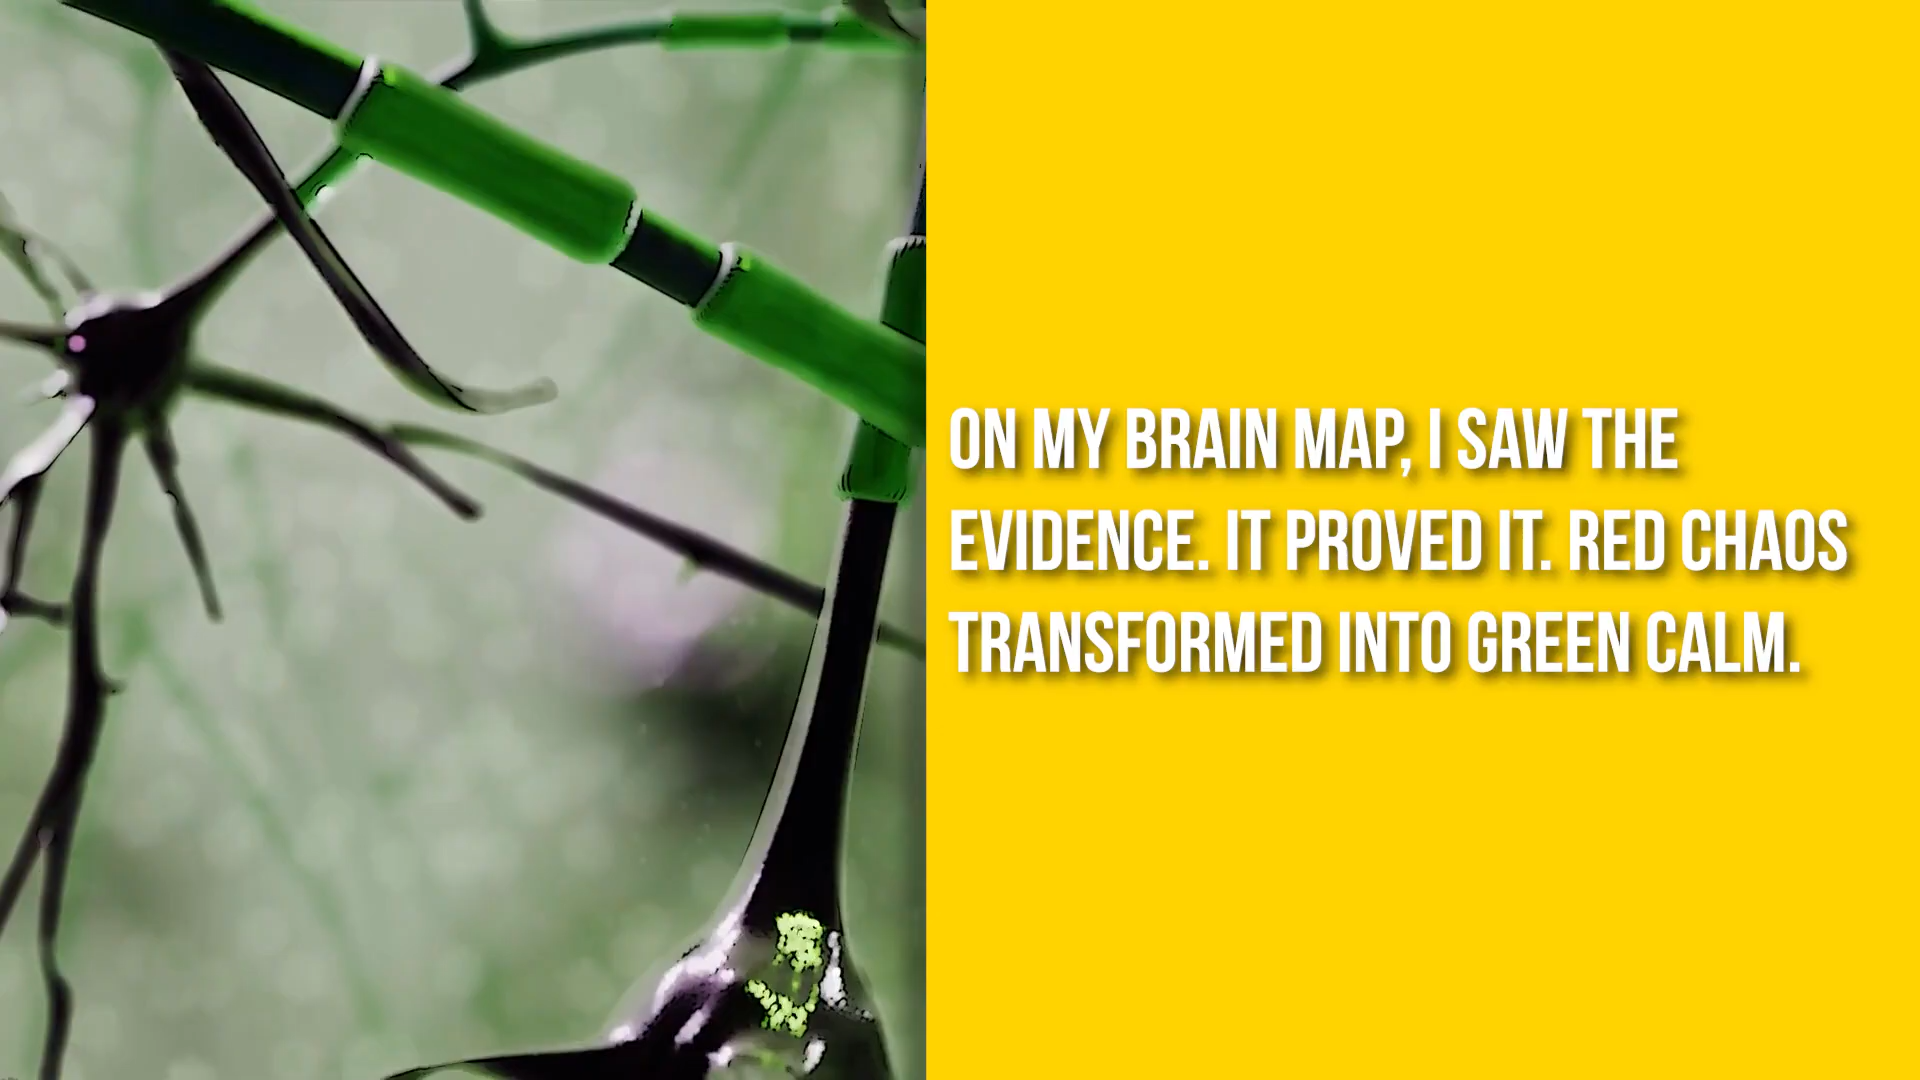 ON MY BRAIN MAP, I SAW THE
EVIDENCE. IT PROVED IT. RED CHAOS
TRANSFORMED INTO GREEN CALM.